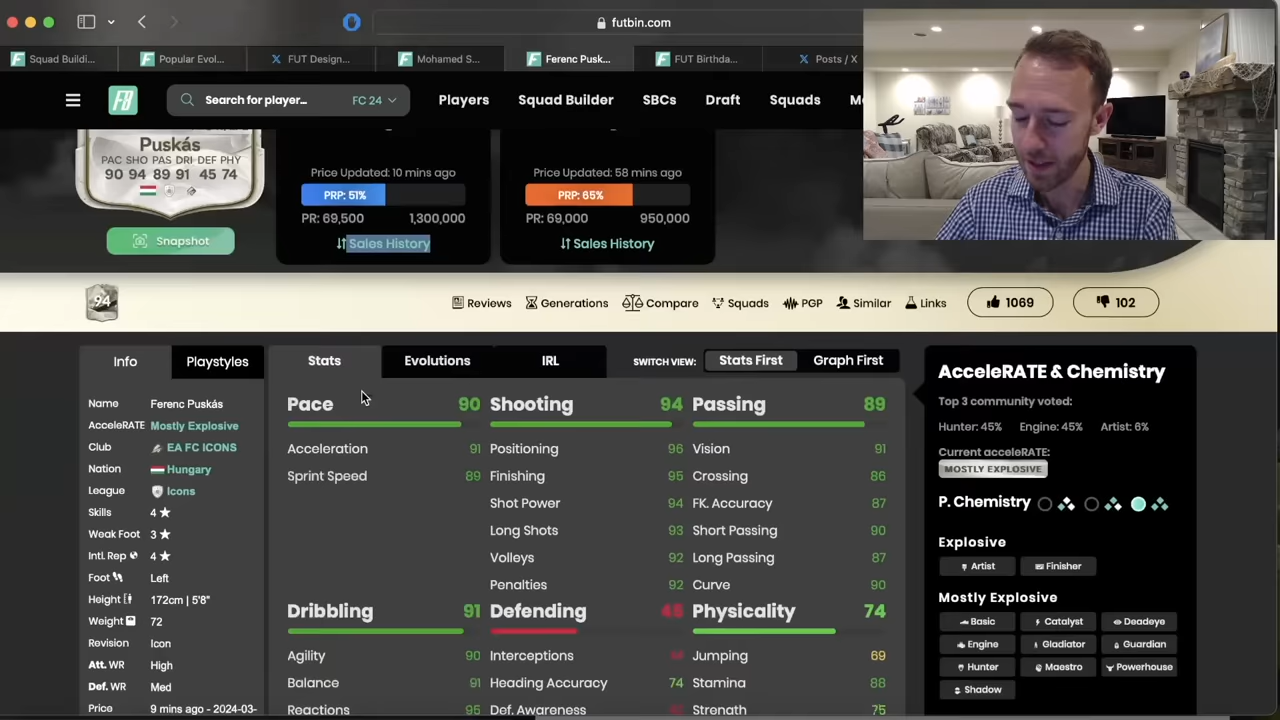 futbin.com
Squad Buildi...
Popular Evol...
FUT Design...
Mohamed S...
Ferenc Pusk...
FUT Birthda...
Posts / X
FB
Search for player...
FC 24
Players
Squad Builder
SBCs
Draft
Squads
Puskás
PAC SHO PAS DRI DEF PHY
90 94 89 91 45 74
Snapshot
Price Updated: 10 mins ago
PRP: 51%
PR: 69,500 1,300,000
Sales History
Price Updated: 58 mins ago
PRP: 65%
PR: 69,000 950,000
Sales History
94
Reviews
Generations
Compare
Squads
PGP
Similar
Links
1069
102
Info
Playstyles
Name Ferenc Puskás
AcceleRATE Mostly Explosive
Club EA FC ICONS
Nation Hungary
League Icons
Skills 4
Weak Foot 3
Intl. Rep 4
Foot Left
Height 172cm | 5'8"
Weight 72
Revision Icon
Att. WR High
Def. WR Med
Price 9 mins ago - 2024-03-
Stats
Evolutions
IRL
SWITCH VIEW:
Stats First
Graph First
Pace 90
Acceleration 91
Sprint Speed 89
Shooting 94
Positioning 96
Finishing 95
Shot Power 94
Long Shots 93
Volleys 92
Penalties 92
Passing 89
Vision 91
Crossing 86
FK. Accuracy 87
Short Passing 90
Long Passing 87
Curve 90
Dribbling 91
Agility 90
Balance 91
Reactions 95
Defending 45
Interceptions
Heading Accuracy 74
Def. Awareness
Physicality 74
Jumping 69
Stamina 88
Strength 75
AcceleRATE & Chemistry
Top 3 community voted:
Hunter: 45% Engine: 45% Artist: 6%
Current acceleRATE:
MOSTLY EXPLOSIVE
P. Chemistry
Explosive
Artist
Finisher
Mostly Explosive
Basic
Catalyst
Deadeye
Engine
Gladiator
Guardian
Hunter
Maestro
Powerhouse
Shadow